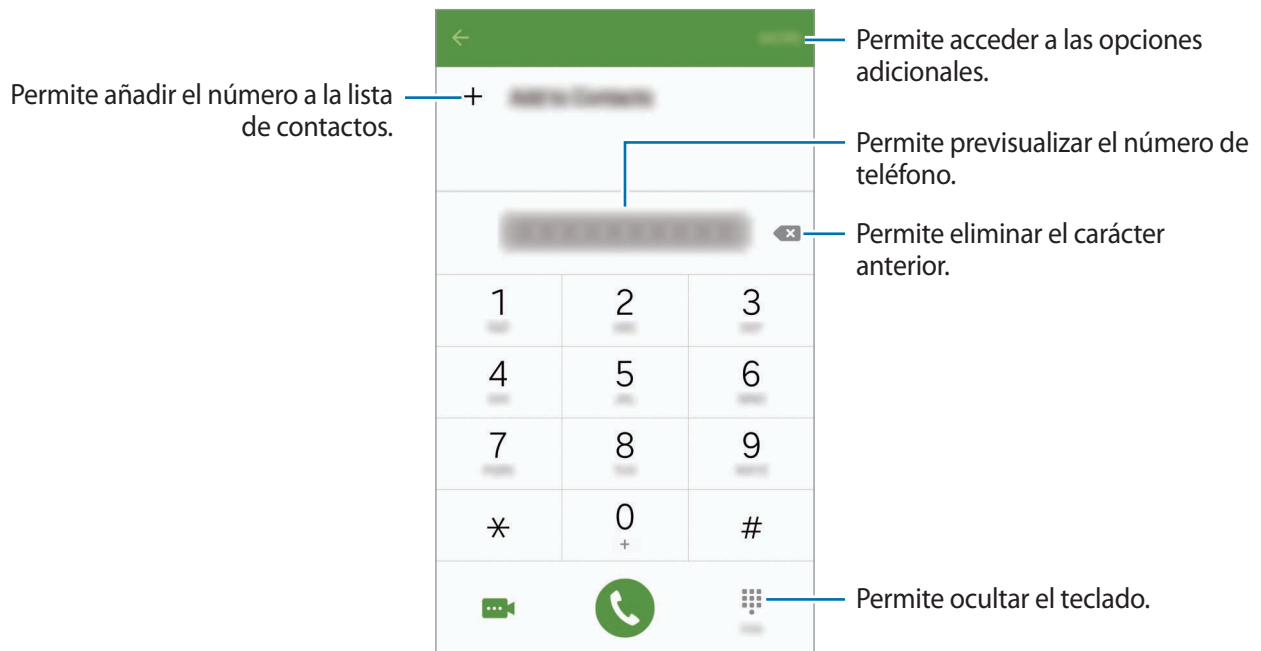 Permite acceder a las opciones
adicionales.
Permite añadir el número a la lista
de contactos.
Permite previsualizar el número de
teléfono.
Permite eliminar el carácter
anterior.
1 2 3
4 5 6
7 8 9
* 0 #
+
Permite ocultar el teclado.